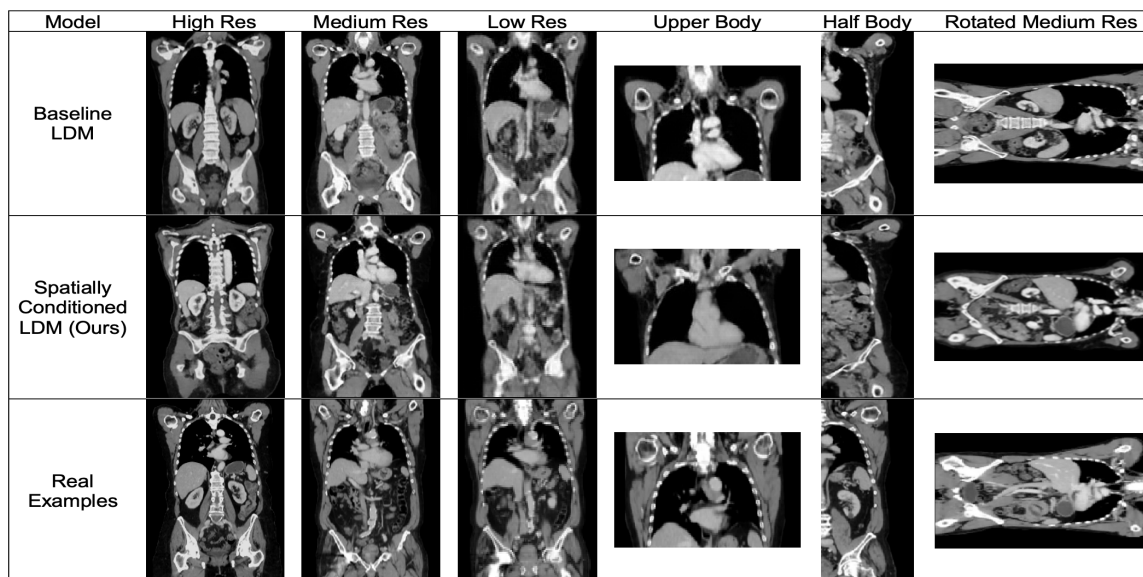 Model High Res Medium Res Low Res Upper Body Half Body Rotated Medium Res
Baseline
LDM
Spatially
Conditioned
LDM (Ours)
Real
Examples